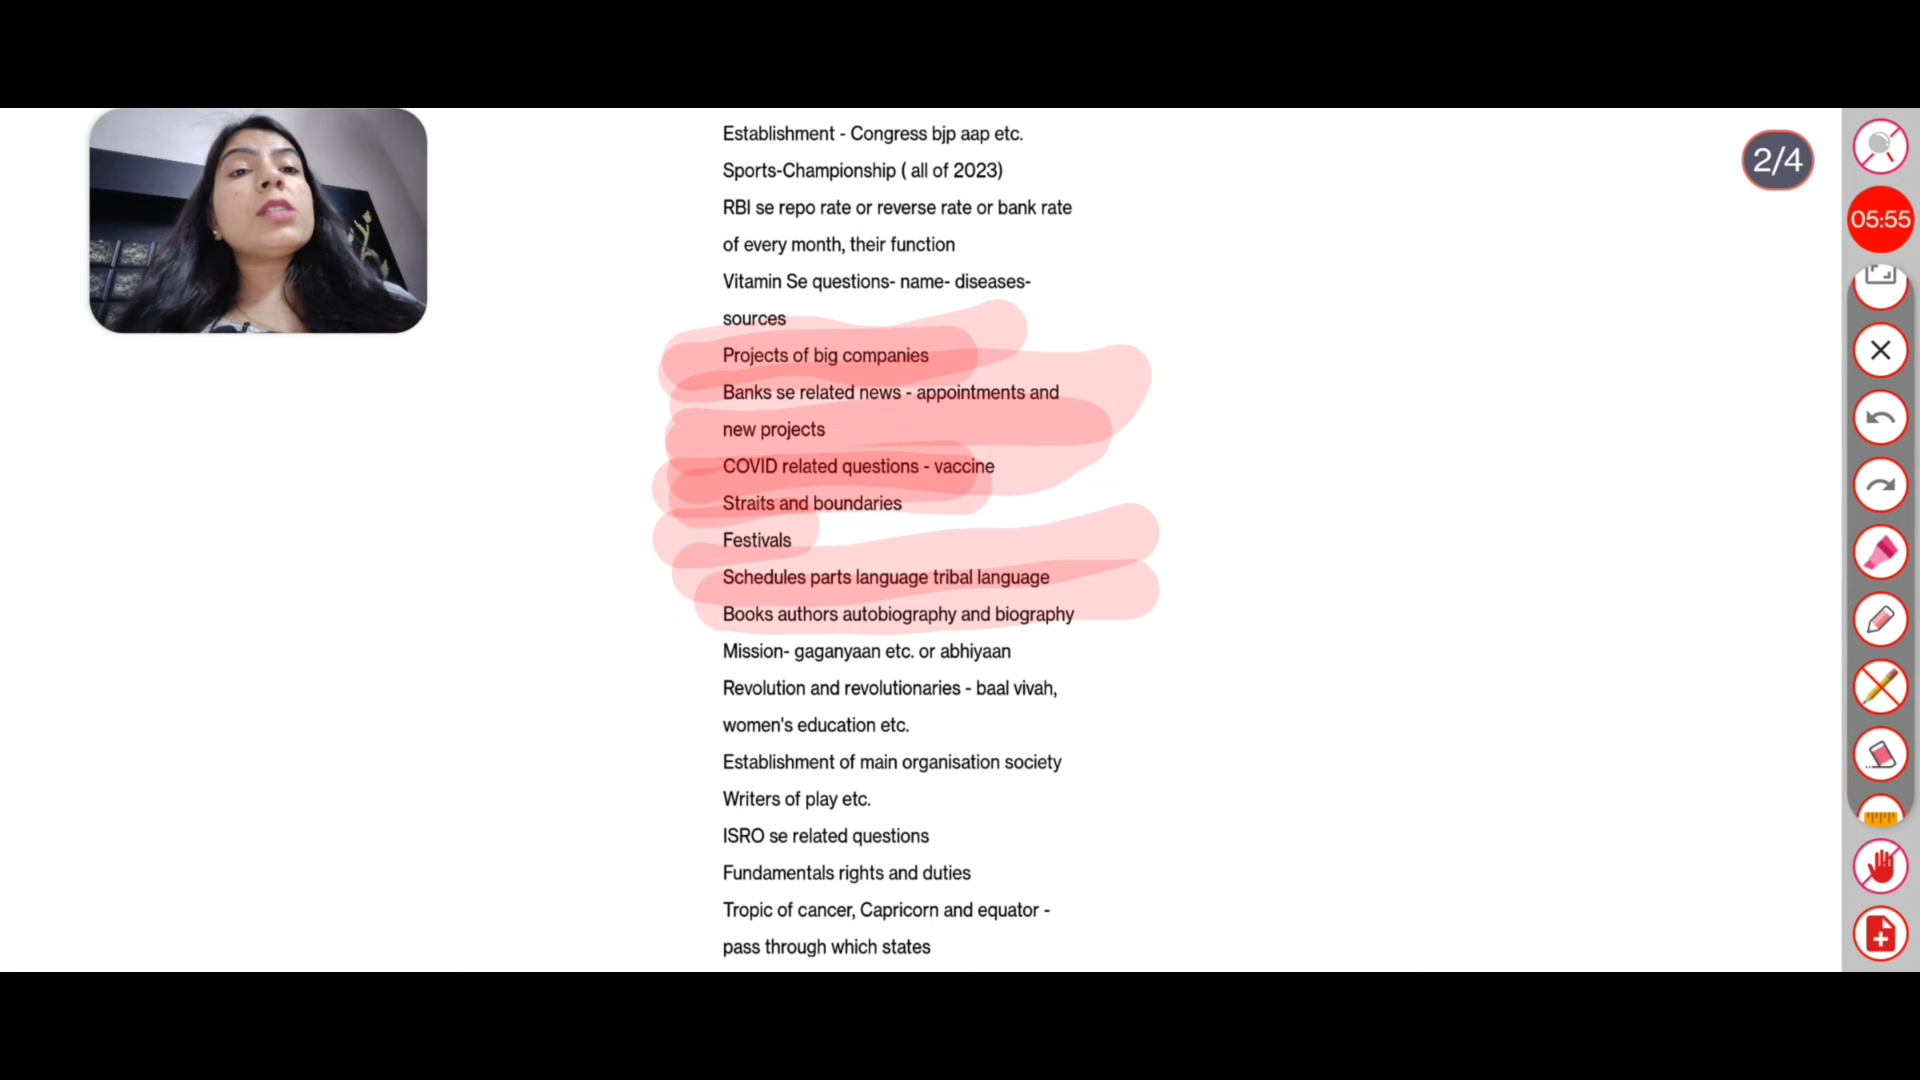 Establishment - Congress bjp aap etc.
Sports-Championship ( all of 2023)
RBI se repo rate or reverse rate or bank rate
of every month, their function
Vitamin Se questions- name- diseases-
sources
Projects of big companies
Banks se related news - appointments and
new projects
COVID related questions - vaccine
Straits and boundaries
Festivals
Schedules parts language tribal language
Books authors autobiography and biography
Mission- gaganyaan etc. or abhiyaan
Revolution and revolutionaries - baal vivah,
women's education etc.
Establishment of main organisation society
Writers of play etc.
ISRO se related questions
Fundamentals rights and duties
Tropic of cancer, Capricorn and equator -
pass through which states
2/4
05:55